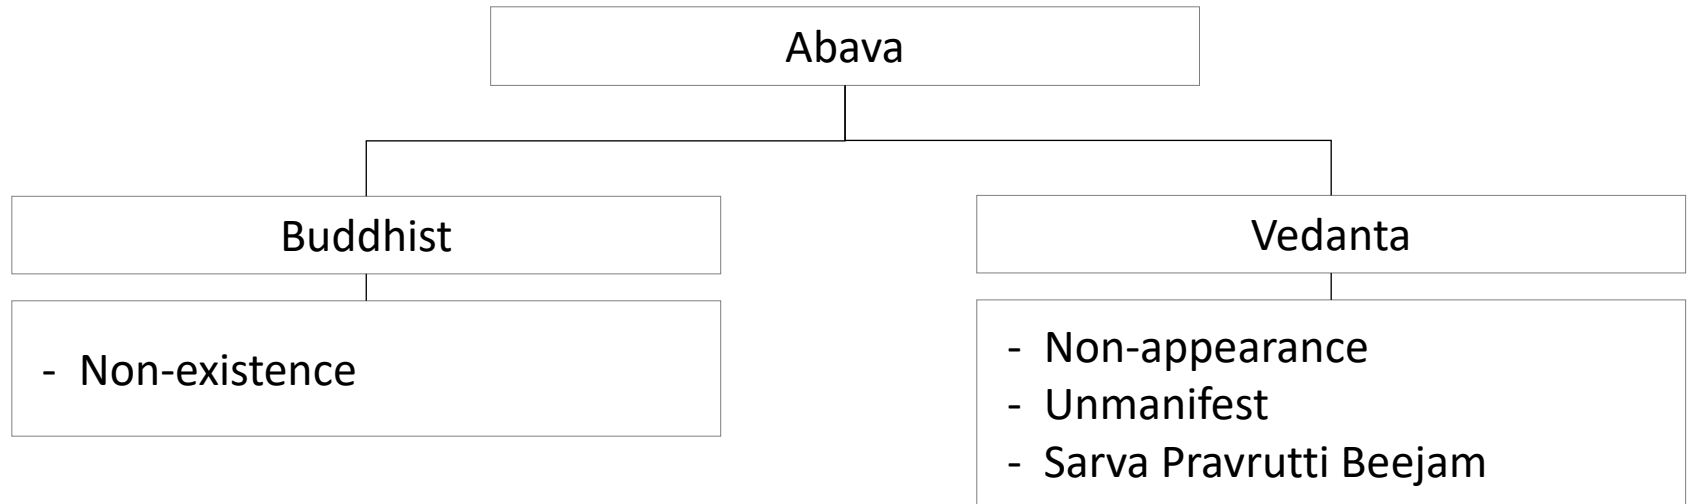 Abava
Buddhist
Vedanta
- Non-existence
- Non-appearance
- Unmanifest
- Sarva Pravrutti Beejam